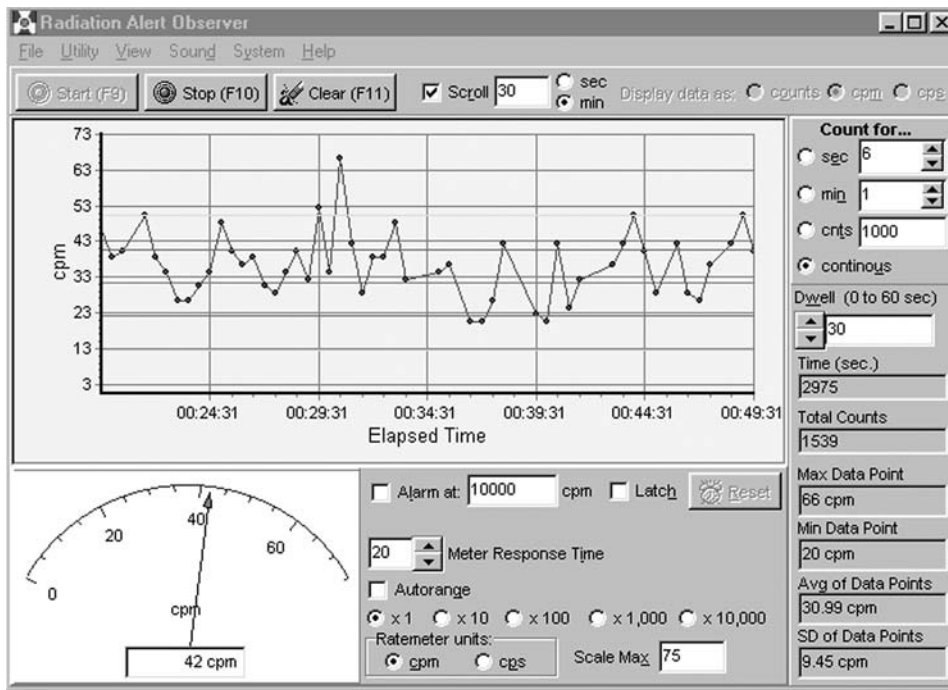 Radiation Alert Observer
File Utility View Sound System Help
Start (F9) Stop (F10) Clear (F11) Scroll 30 sec min Display data as: counts cpm cps
73
63
53
43
33
23
13
3
cpm
00:24:31 00:29:31 00:34:31 00:39:31 00:44:31 00:49:31
Elapsed Time
Count for...
sec 6
min 1
cnts 1000
continous
Dwell (0 to 60 sec)
30
Time (sec.)
2975
Total Counts
1539
Max Data Point
66 cpm
Min Data Point
20 cpm
Avg of Data Points
30.99 cpm
SD of Data Points
9.45 cpm
0 20 40 60
cpm
42 cpm
Alarm at: 10000 cpm Latch Reset
20 Meter Response Time
Autorange
x 1 x 10 x 100 x 1,000 x 10,000
Ratemeter units:
cpm cps
Scale Max 75